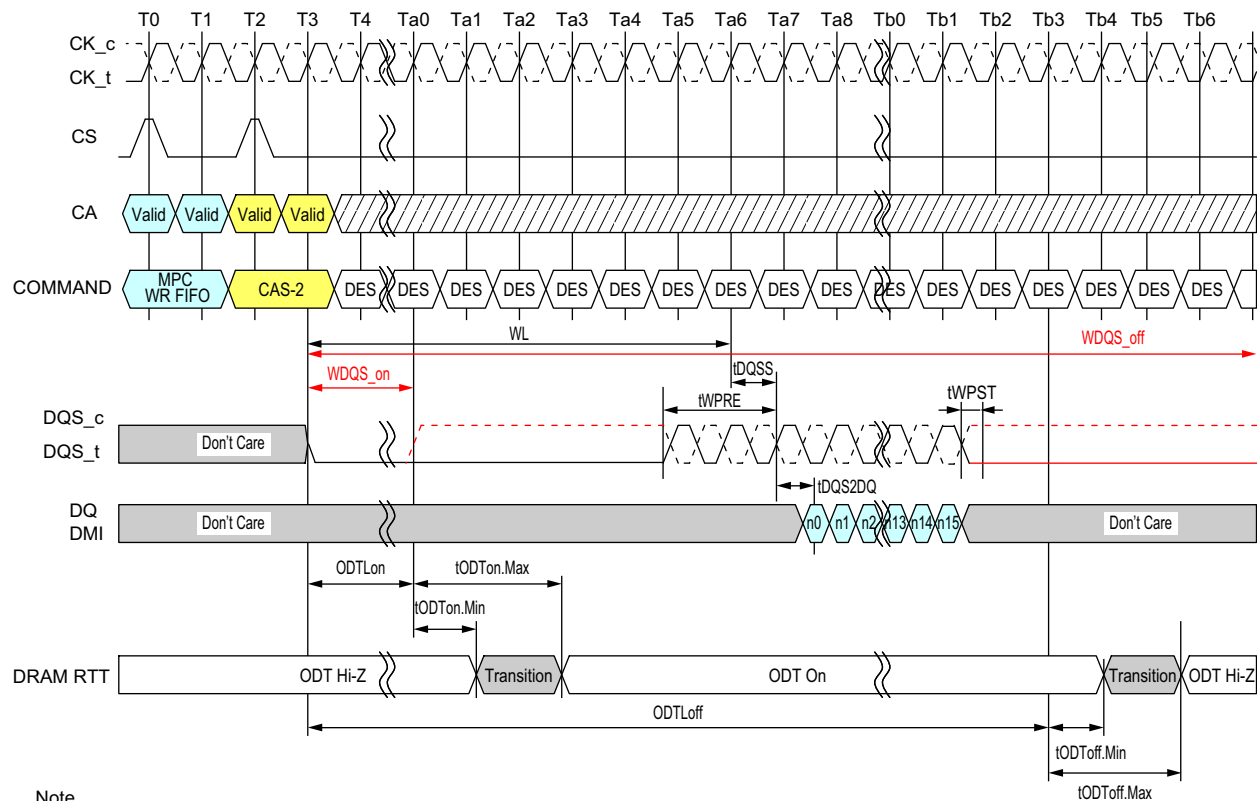 T0 T1 T2 T3 T4 Ta0 Ta1 Ta2 Ta3 Ta4 Ta5 Ta6 Ta7 Ta8 Tb0 Tb1 Tb2 Tb3 Tb4 Tb5 Tb6
CK_c
CK_t
CS
CA Valid Valid Valid Valid
COMMAND MPC WR FIFO CAS-2 DES DES DES DES DES DES DES DES DES DES DES DES DES DES DES DES DES
WL
WDQS_off
WDQS_on
tDQSS
tWPRE
tWPST
DQS_c
DQS_t
Don't Care
tDQS2DQ
DQ
DMI
Don't Care n0 n1 n2 n13 n14 n15 Don't Care
ODTLon
tODTon.Max
tODTon.Min
DRAM RTT ODT Hi-Z Transition ODT On Transition ODT Hi-Z
ODTLoff
tODToff.Min
tODToff.Max
Note